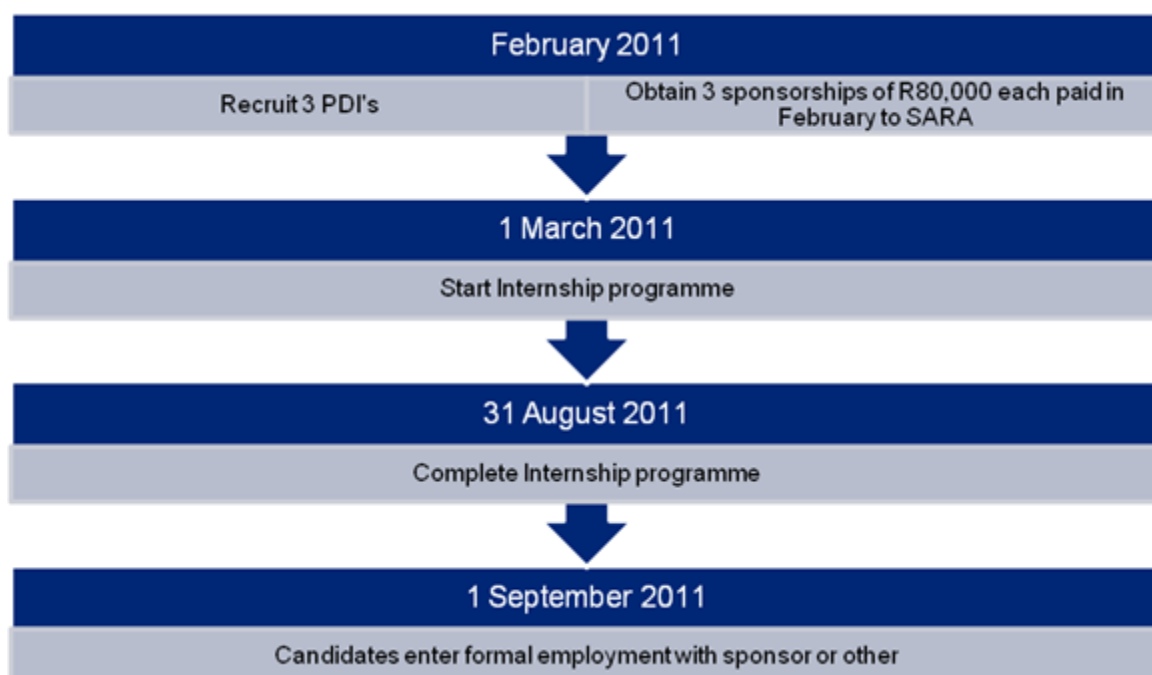 February 2011
Recruit 3 PDI's
Obtain 3 sponsorships of R80,000 each paid in
February to SARA
1 March 2011
Start Internship programme
31 August 2011
Complete Internship programme
1 September 2011
Candidates enter formal employment with sponsor or other